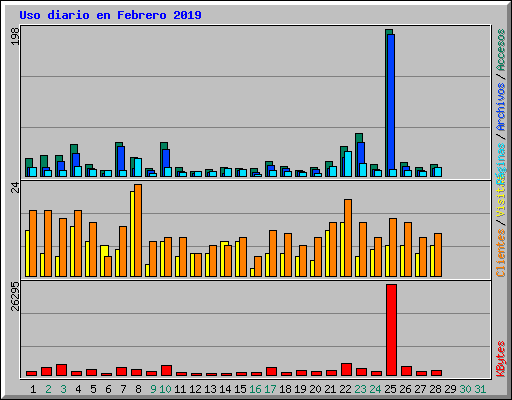 Uso diario en Febrero 2019
198
24
26295
Accesos
/ Archivos /
Clientes / visitas
KBytes
1 2 3 4 5 6 7 8 9 10 11 12 13 14 15 16 17 18 19 20 21 22 23 24 25 26 27 28 29 30 31